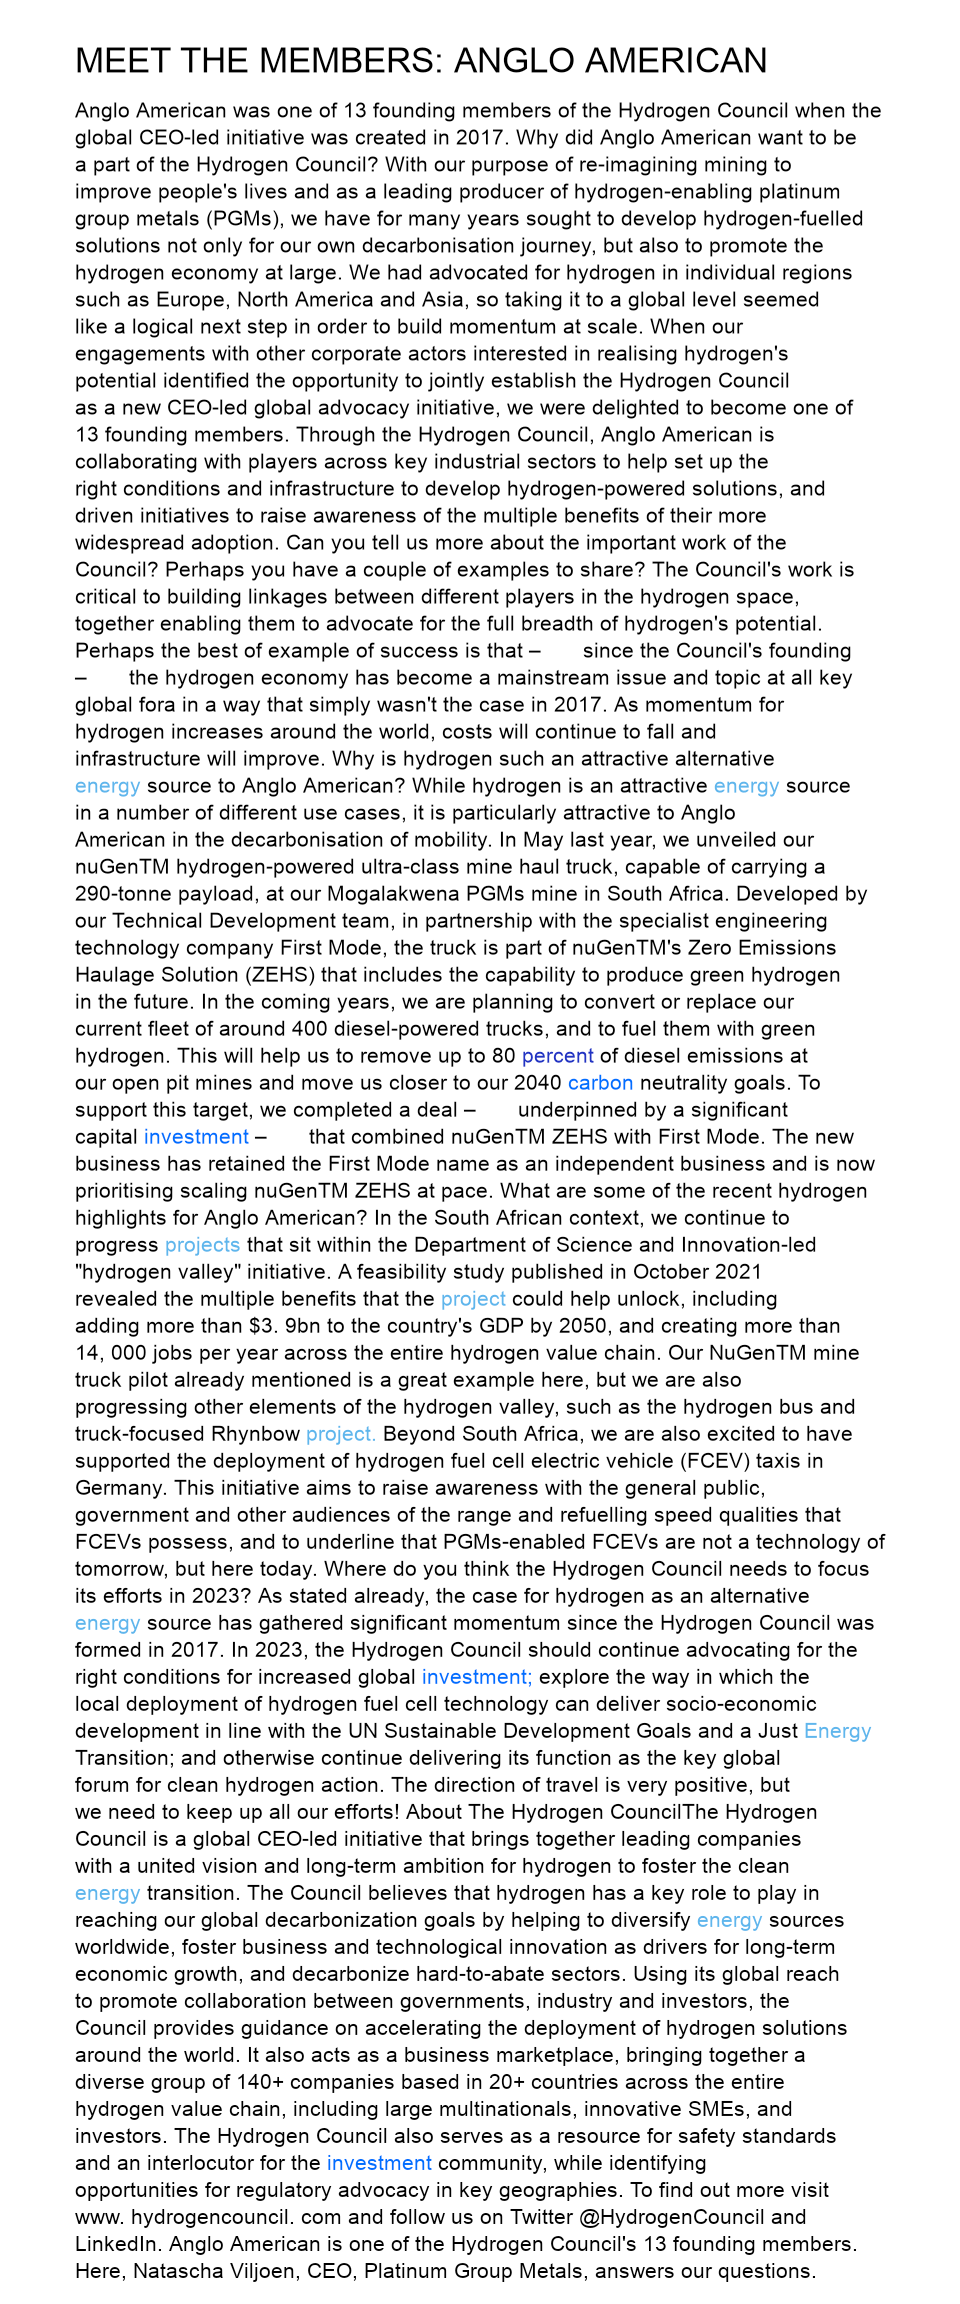 MEET THE MEMBERS: ANGLO AMERICAN
Anglo American was one of 13 founding members of the Hydrogen Council when the
global CEO-led initiative was created in 2017. Why did Anglo American want to be
a part of the Hydrogen Council? With our purpose of re-imagining mining to
improve people's lives and as a leading producer of hydrogen-enabling platinum
group metals (PGMs), we have for many years sought to develop hydrogen-fuelled
solutions not only for our own decarbonisation journey, but also to promote the
hydrogen economy at large. We had advocated for hydrogen in individual regions
such as Europe, North America and Asia, so taking it to a global level seemed
like a logical next step in order to build momentum at scale. When our
engagements with other corporate actors interested in realising hydrogen's
potential identified the opportunity to jointly establish the Hydrogen Council
as a new CEO-led global advocacy initiative, we were delighted to become one of
13 founding members. Through the Hydrogen Council, Anglo American is
collaborating with players across key industrial sectors to help set up the
right conditions and infrastructure to develop hydrogen-powered solutions, and
driven initiatives to raise awareness of the multiple benefits of their more
widespread adoption. Can you tell us more about the important work of the
Council? Perhaps you have a couple of examples to share? The Council's work is
critical to building linkages between different players in the hydrogen space,
together enabling them to advocate for the full breadth of hydrogen's potential.
Perhaps the best of example of success is that – since the Council's founding
– the hydrogen economy has become a mainstream issue and topic at all key
global fora in a way that simply wasn't the case in 2017. As momentum for
hydrogen increases around the world, costs will continue to fall and
infrastructure will improve. Why is hydrogen such an attractive alternative
energy source to Anglo American? While hydrogen is an attractive energy source
in a number of different use cases, it is particularly attractive to Anglo
American in the decarbonisation of mobility. In May last year, we unveiled our
nuGenTM hydrogen-powered ultra-class mine haul truck, capable of carrying a
290-tonne payload, at our Mogalakwena PGMs mine in South Africa. Developed by
our Technical Development team, in partnership with the specialist engineering
technology company First Mode, the truck is part of nuGenTM's Zero Emissions
Haulage Solution (ZEHS) that includes the capability to produce green hydrogen
in the future. In the coming years, we are planning to convert or replace our
current fleet of around 400 diesel-powered trucks, and to fuel them with green
hydrogen. This will help us to remove up to 80 percent of diesel emissions at
our open pit mines and move us closer to our 2040 carbon neutrality goals. To
support this target, we completed a deal – underpinned by a significant
capital investment – that combined nuGenTM ZEHS with First Mode. The new
business has retained the First Mode name as an independent business and is now
prioritising scaling nuGenTM ZEHS at pace. What are some of the recent hydrogen
highlights for Anglo American? In the South African context, we continue to
progress projects that sit within the Department of Science and Innovation-led
"hydrogen valley" initiative. A feasibility study published in October 2021
revealed the multiple benefits that the project could help unlock, including
adding more than $3. 9bn to the country's GDP by 2050, and creating more than
14, 000 jobs per year across the entire hydrogen value chain. Our NuGenTM mine
truck pilot already mentioned is a great example here, but we are also
progressing other elements of the hydrogen valley, such as the hydrogen bus and
truck-focused Rhynbow project. Beyond South Africa, we are also excited to have
supported the deployment of hydrogen fuel cell electric vehicle (FCEV) taxis in
Germany. This initiative aims to raise awareness with the general public,
government and other audiences of the range and refuelling speed qualities that
FCEVs possess, and to underline that PGMs-enabled FCEVs are not a technology of
tomorrow, but here today. Where do you think the Hydrogen Council needs to focus
its efforts in 2023? As stated already, the case for hydrogen as an alternative
energy source has gathered significant momentum since the Hydrogen Council was
formed in 2017. In 2023, the Hydrogen Council should continue advocating for the
right conditions for increased global investment; explore the way in which the
local deployment of hydrogen fuel cell technology can deliver socio-economic
development in line with the UN Sustainable Development Goals and a Just Energy
Transition; and otherwise continue delivering its function as the key global
forum for clean hydrogen action. The direction of travel is very positive, but
we need to keep up all our efforts! About The Hydrogen CouncilThe Hydrogen
Council is a global CEO-led initiative that brings together leading companies
with a united vision and long-term ambition for hydrogen to foster the clean
energy transition. The Council believes that hydrogen has a key role to play in
reaching our global decarbonization goals by helping to diversify energy sources
worldwide, foster business and technological innovation as drivers for long-term
economic growth, and decarbonize hard-to-abate sectors. Using its global reach
to promote collaboration between governments, industry and investors, the
Council provides guidance on accelerating the deployment of hydrogen solutions
around the world. It also acts as a business marketplace, bringing together a
diverse group of 140+ companies based in 20+ countries across the entire
hydrogen value chain, including large multinationals, innovative SMEs, and
investors. The Hydrogen Council also serves as a resource for safety standards
and an interlocutor for the investment community, while identifying
opportunities for regulatory advocacy in key geographies. To find out more visit
www. hydrogencouncil. com and follow us on Twitter @HydrogenCouncil and
LinkedIn. Anglo American is one of the Hydrogen Council's 13 founding members.
Here, Natascha Viljoen, CEO, Platinum Group Metals, answers our questions.